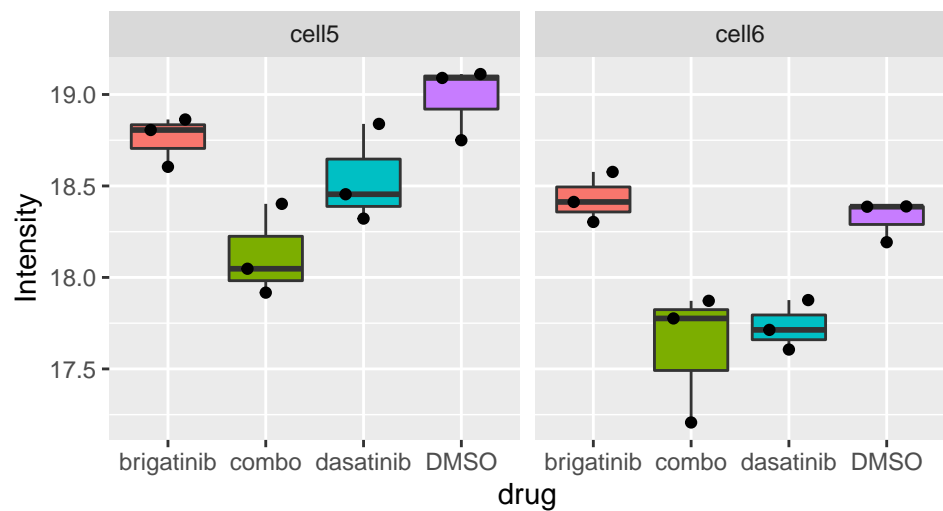 cell5 cell6
Intensity
19.0
18.5
18.0
17.5
brigatinib combo dasatinib DMSO brigatinib combo dasatinib DMSO
drug